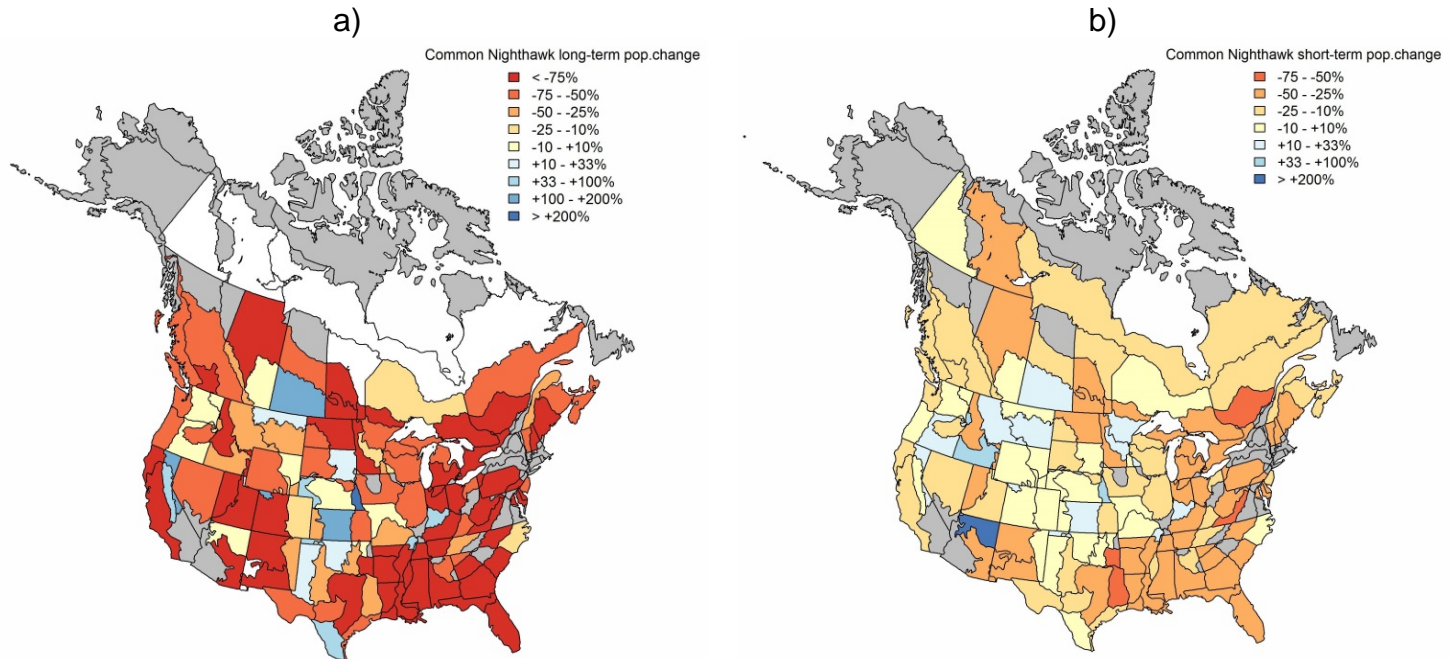 a)
Common Nighthawk long-term pop.change
< -75%
-75 - -50%
-50 - -25%
-25 - -10%
-10 - +10%
+10 - +33%
+33 - +100%
+100 - +200%
> +200%
b)
Common Nighthawk short-term pop.change
-75 - -50%
-50 - -25%
-25 - -10%
-10 - +10%
+10 - +33%
+33 - +100%
> +200%